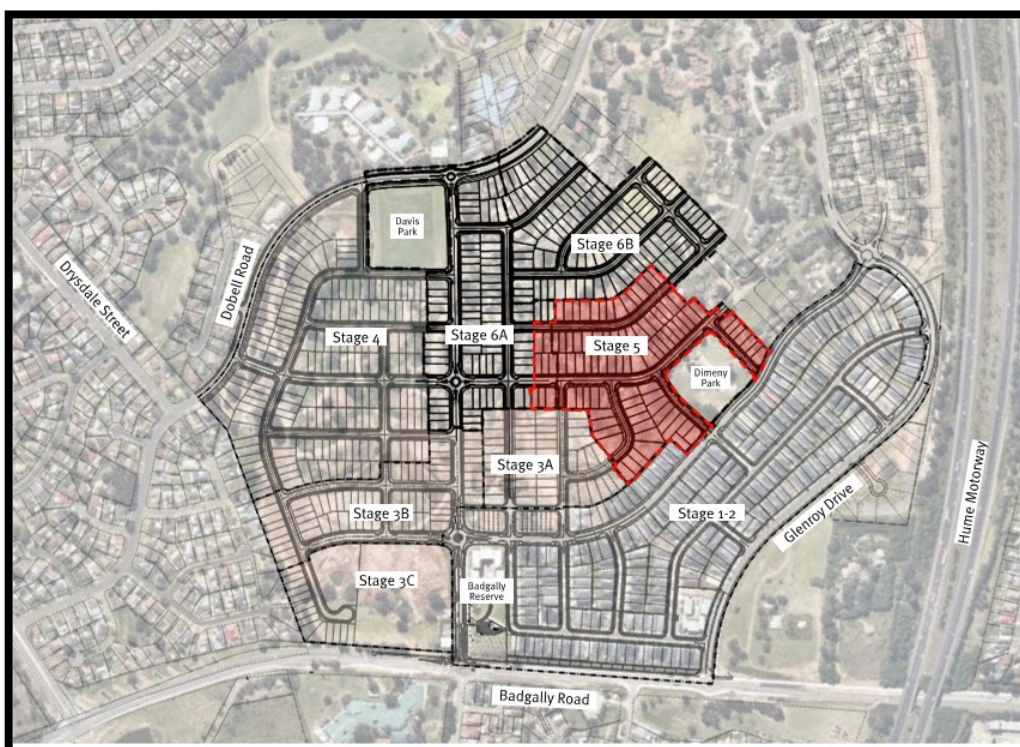 Davis
Park
Stage 6B
Dobell Road
Drysdale Street
Stage 4
Stage 6A
Stage 5
Dimeny
Park
Stage 3A
Stage 3B
Stage 1-2
Glenroy Drive
Hume Motorway
Stage 3C
Badgally
Reserve
Badgally Road